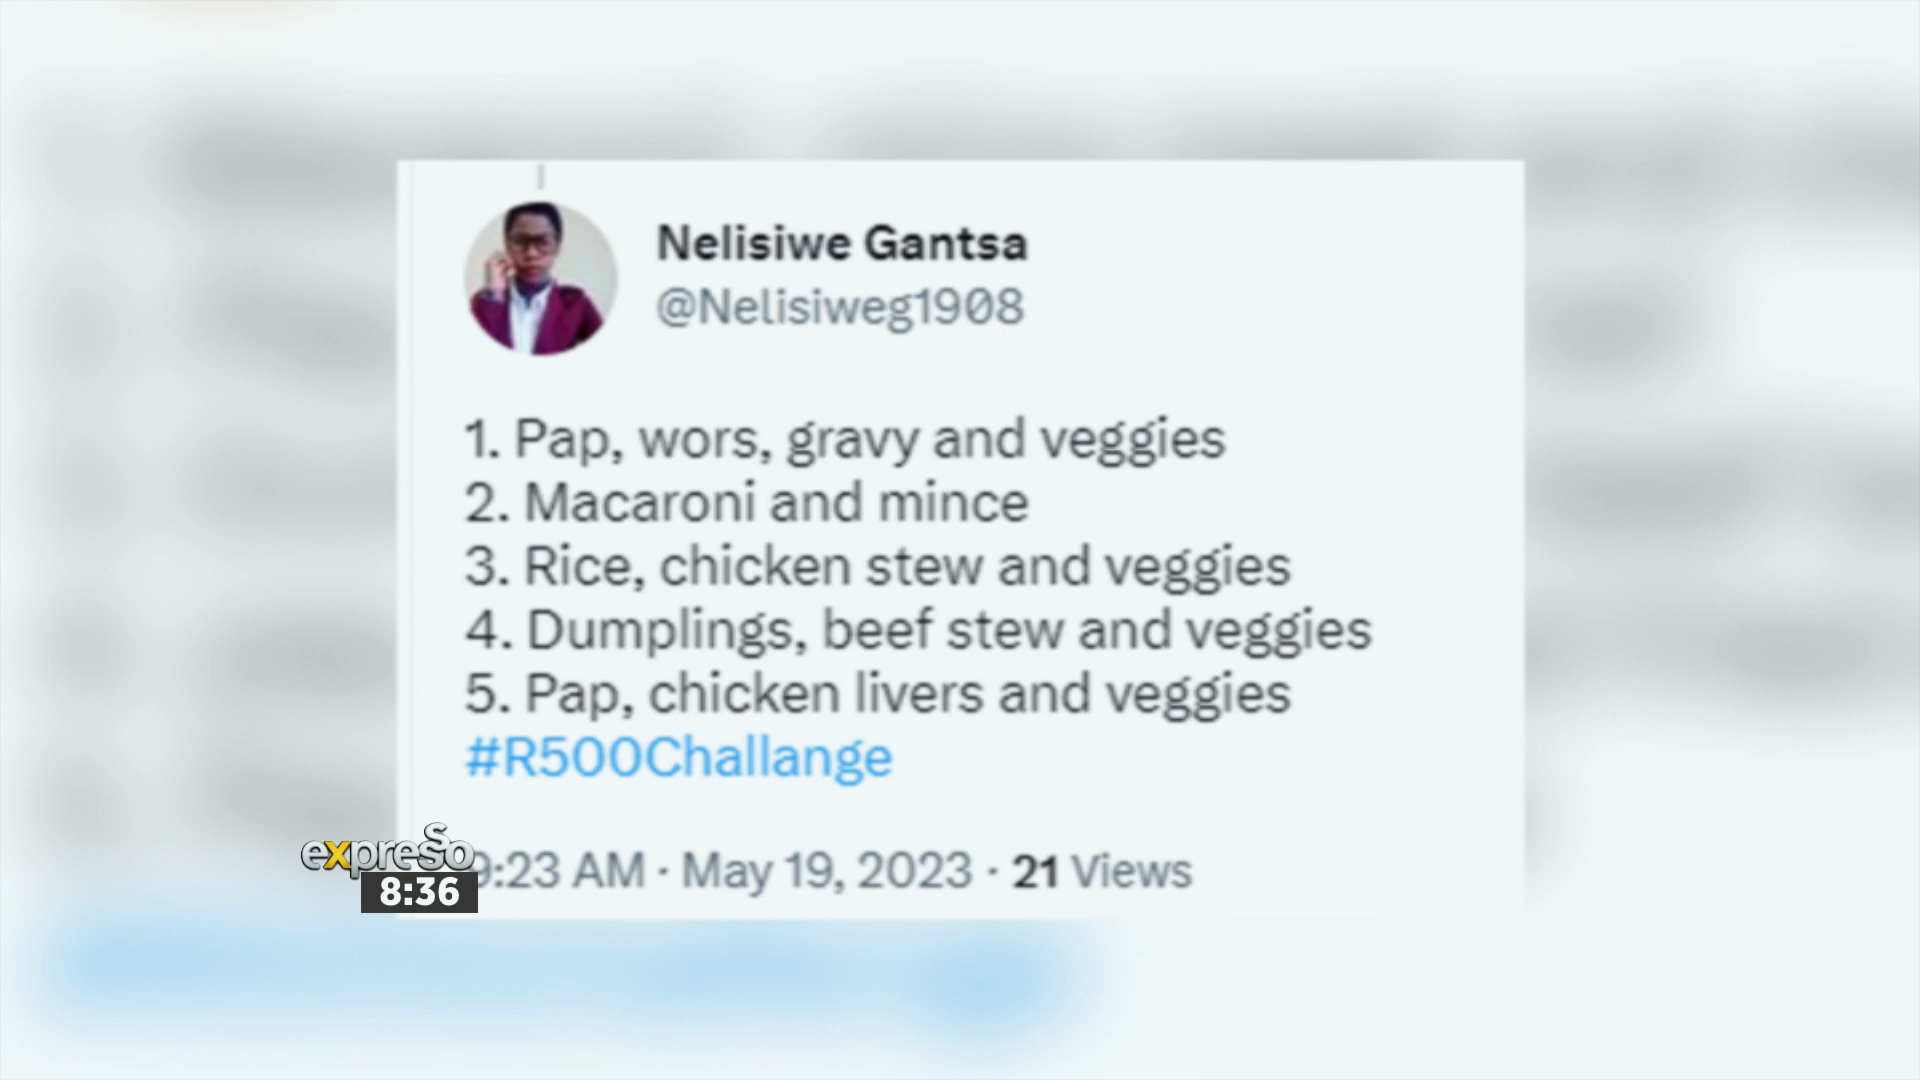 Nelisiwe Gantsa
@Nelisiweg1908
1. Pap, wors, gravy and veggies
2. Macaroni and mince
3. Rice, chicken stew and veggies
4. Dumplings, beef stew and veggies
5. Pap, chicken livers and veggies
#R500Challange
9:23 AM · May 19, 2023 · 21 Views
expresso
8:36